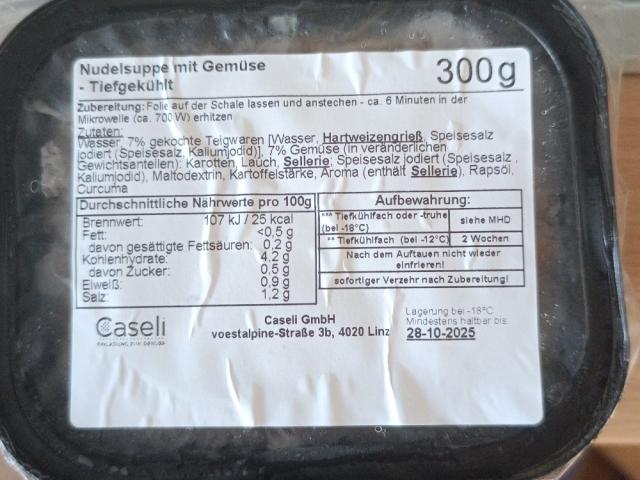 Nudelsuppe mit Gemüse
- Tiefgekühlt
300g
Zubereitung: Folie auf der Schale lassen und anstechen - ca. 6 Minuten in der
Mikrowelle (ca. 700 W) erhitzen
Zutaten:
Wasser, 7% gekochte Teigwaren [Wasser, Hartweizengrieß, Speisesalz
jodiert (Speisesalz, Kaliumjodid)], 7% Gemüse (in veränderlichen
Gewichtsanteilen): Karotten, Lauch, Sellerie; Speisesalz jodiert (Speisesalz,
Kaliumjodid), Maltodextrin, Kartoffelstärke, Aroma (enthält Sellerie), Rapsöl,
Curcuma
Durchschnittliche Nährwerte pro 100g
Brennwert: 107 kJ / 25 kcal
Fett: <0,5 g
davon gesättigte Fettsäuren: 0,2 g
Kohlenhydrate: 4,2 g
davon Zucker: 0,5 g
Eiweiß: 0,9 g
Salz: 1,2 g
Aufbewahrung:
*** Tiefkühlfach oder -truhe (bei -18°C) siehe MHD
** Tiefkühlfach (bei -12°C) 2 Wochen
Nach dem Auftauen nicht wieder
einfrieren!
sofortiger Verzehr nach Zubereitung!
Caseli
Caseli GmbH
voestalpine-Straße 3b, 4020 Linz
Lagerung bei -18°C
Mindestens haltbar bis:
28-10-2025